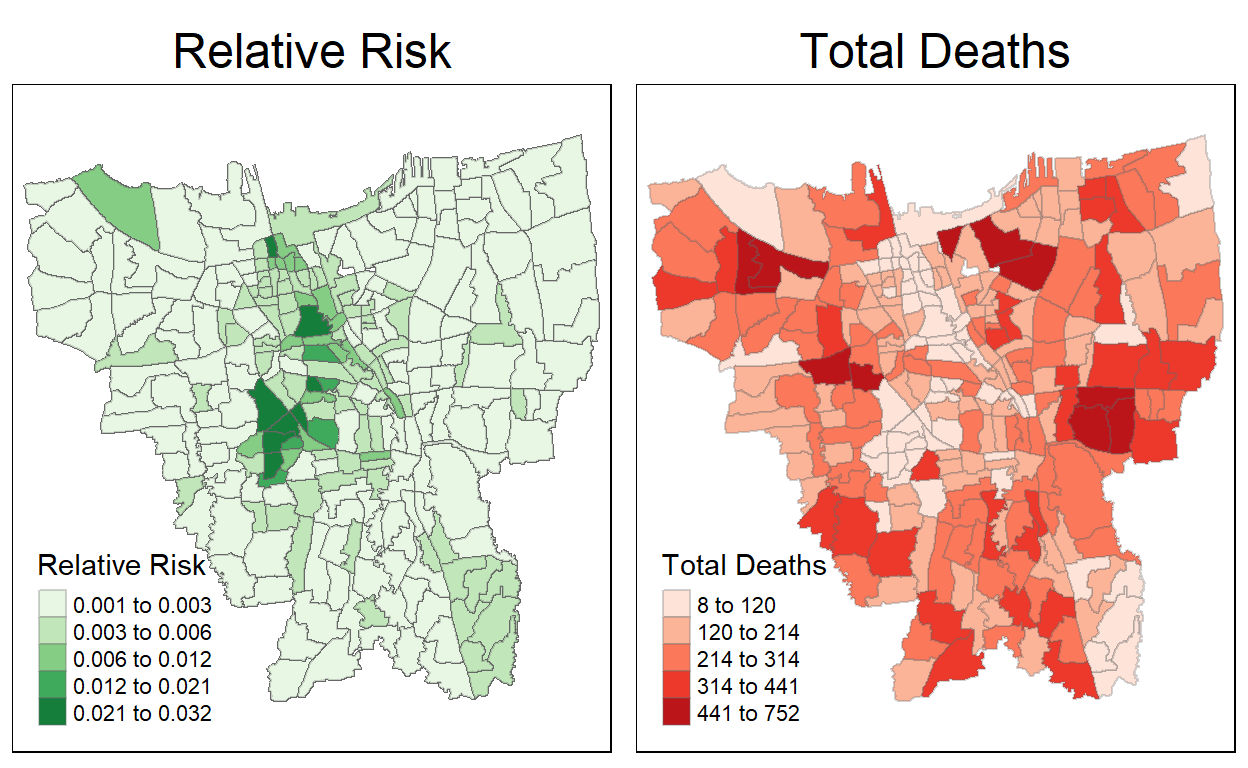 Relative Risk
Total Deaths
Relative Risk
0.001 to 0.003
0.003 to 0.006
0.006 to 0.012
0.012 to 0.021
0.021 to 0.032
Total Deaths
8 to 120
120 to 214
214 to 314
314 to 441
441 to 752